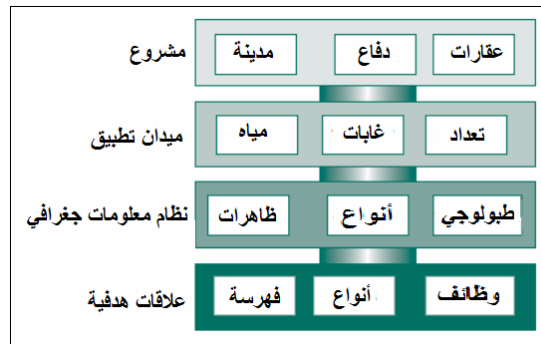 مشروع
عقارات دفاع مدينة
ميدان تطبيق
تعداد غابات مياه
نظام معلومات جغرافي
طبولوجي أنواع ظاهرات
علاقات هدفية
وظائف أنواع فهرسة